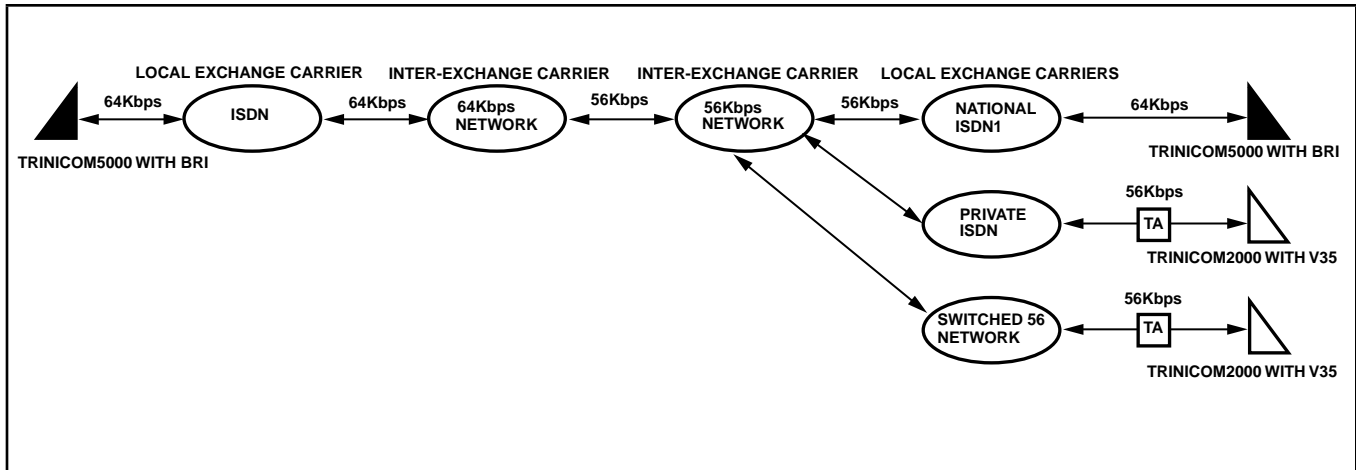 LOCAL EXCHANGE CARRIER
INTER-EXCHANGE CARRIER
INTER-EXCHANGE CARRIER
LOCAL EXCHANGE CARRIERS
64Kbps
ISDN
64Kbps
64Kbps
NETWORK
56Kbps
56Kbps
NETWORK
56Kbps
NATIONAL
ISDN1
64Kbps
TRINICOM5000 WITH BRI
TRINICOM5000 WITH BRI
PRIVATE
ISDN
56Kbps
TA
TRINICOM2000 WITH V35
SWITCHED 56
NETWORK
56Kbps
TA
TRINICOM2000 WITH V35